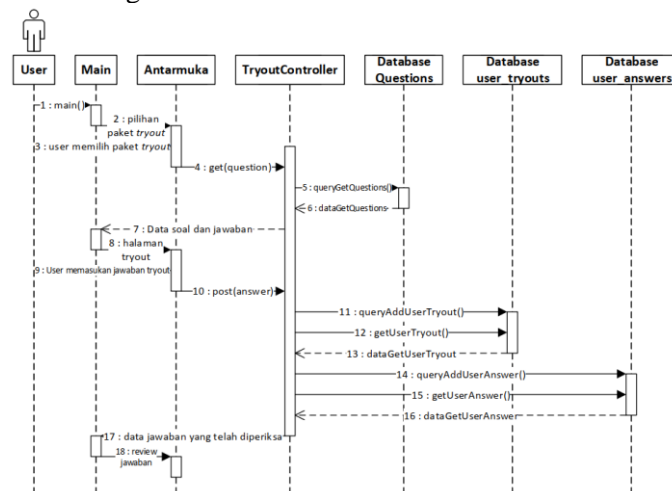 User
Main
Antarmuka
TryoutController
Database
Questions
Database
user_tryouts
Database
user_answers
1 : main()
2 : pilihan
paket tryout
3 : user memilih paket tryout
4 : get(question)
5 : queryGetQuestions()
6 : dataGetQuestions
7 : Data soal dan jawaban
8 : halaman
tryout
9 : User memasukan jawaban tryout
10 : post(answer)
11 : queryAddUserTryout()
12 : getUserTryout()
13 : dataGetUserTryout
14 : queryAddUserAnswer()
15 : getUserAnswer()
16 : dataGetUserAnswer
17 : data jawaban yang telah diperiksa
18 : review
jawaban